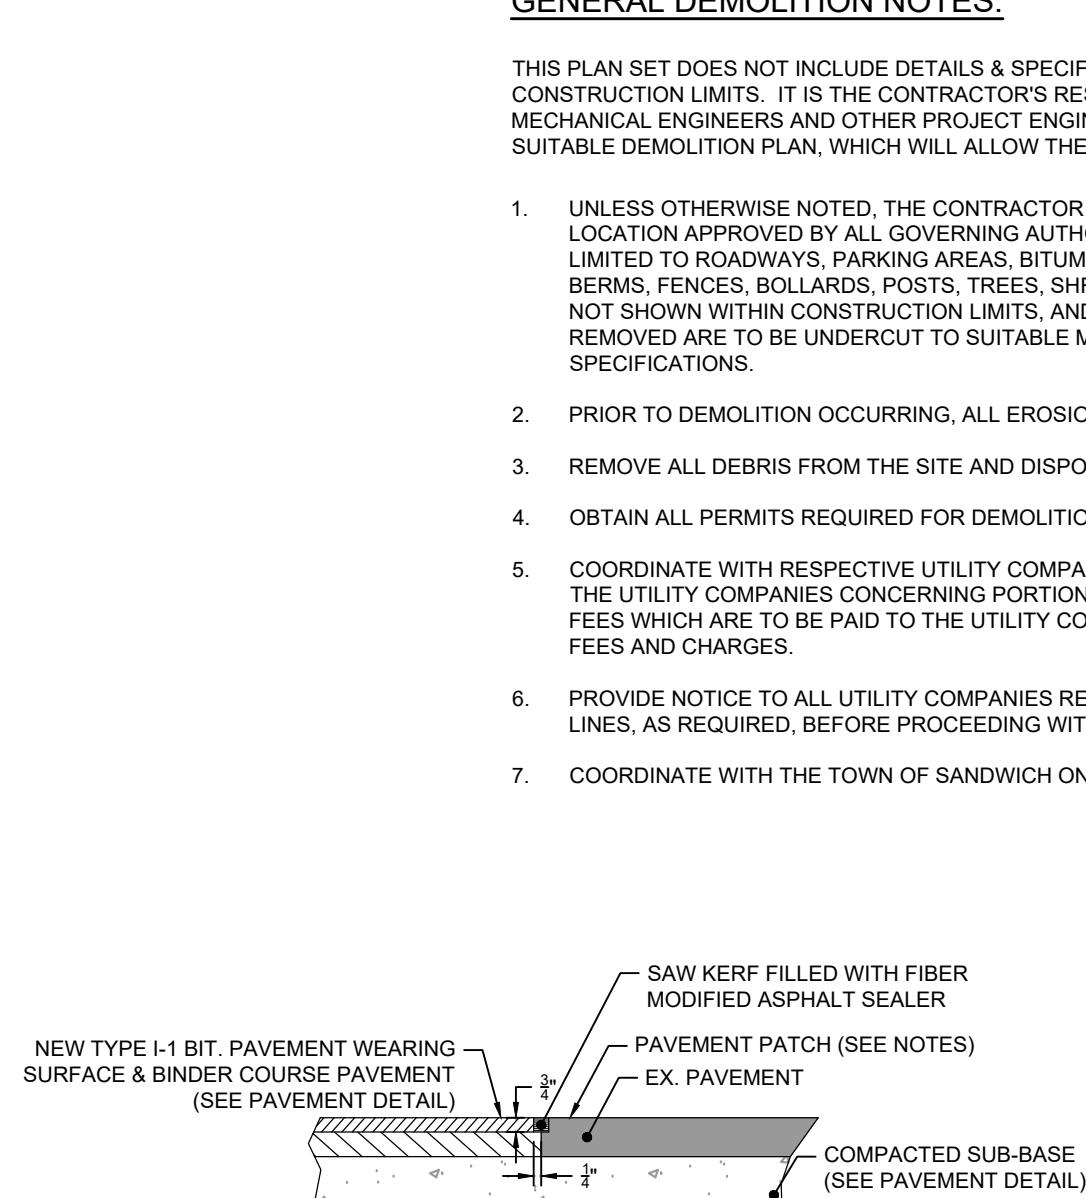 GENERAL DEMOLITION NOTES:
THIS PLAN SET DOES NOT INCLUDE DETAILS & SPECIF
CONSTRUCTION LIMITS. IT IS THE CONTRACTOR'S RES
MECHANICAL ENGINEERS AND OTHER PROJECT ENGIN
SUITABLE DEMOLITION PLAN, WHICH WILL ALLOW THE
1. UNLESS OTHERWISE NOTED, THE CONTRACTOR
LOCATION APPROVED BY ALL GOVERNING AUTHO
LIMITED TO ROADWAYS, PARKING AREAS, BITUM
BERMS, FENCES, BOLLARDS, POSTS, TREES, SHR
NOT SHOWN WITHIN CONSTRUCTION LIMITS, AND
REMOVED ARE TO BE UNDERCUT TO SUITABLE M
SPECIFICATIONS.
2. PRIOR TO DEMOLITION OCCURRING, ALL EROSIO
3. REMOVE ALL DEBRIS FROM THE SITE AND DISPO
4. OBTAIN ALL PERMITS REQUIRED FOR DEMOLITIO
5. COORDINATE WITH RESPECTIVE UTILITY COMPA
THE UTILITY COMPANIES CONCERNING PORTION
FEES WHICH ARE TO BE PAID TO THE UTILITY CO
FEES AND CHARGES.
6. PROVIDE NOTICE TO ALL UTILITY COMPANIES RE
LINES, AS REQUIRED, BEFORE PROCEEDING WIT
7. COORDINATE WITH THE TOWN OF SANDWICH ON
SAW KERF FILLED WITH FIBER
MODIFIED ASPHALT SEALER
NEW TYPE I-1 BIT. PAVEMENT WEARING
SURFACE & BINDER COURSE PAVEMENT
(SEE PAVEMENT DETAIL)
PAVEMENT PATCH (SEE NOTES)
EX. PAVEMENT
3/4"
COMPACTED SUB-BASE
(SEE PAVEMENT DETAIL)
1/4"